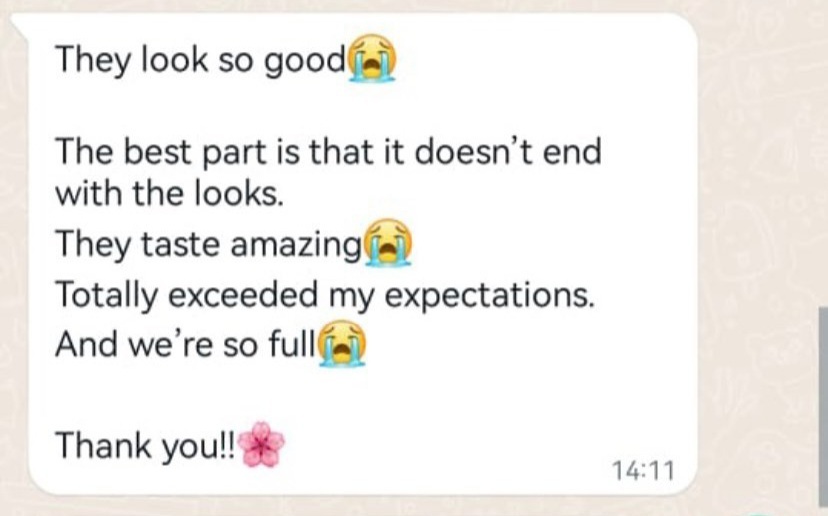 They look so good😭
The best part is that it doesn’t end
with the looks.
They taste amazing😭
Totally exceeded my expectations.
And we’re so full😭
Thank you!!🌸
14:11